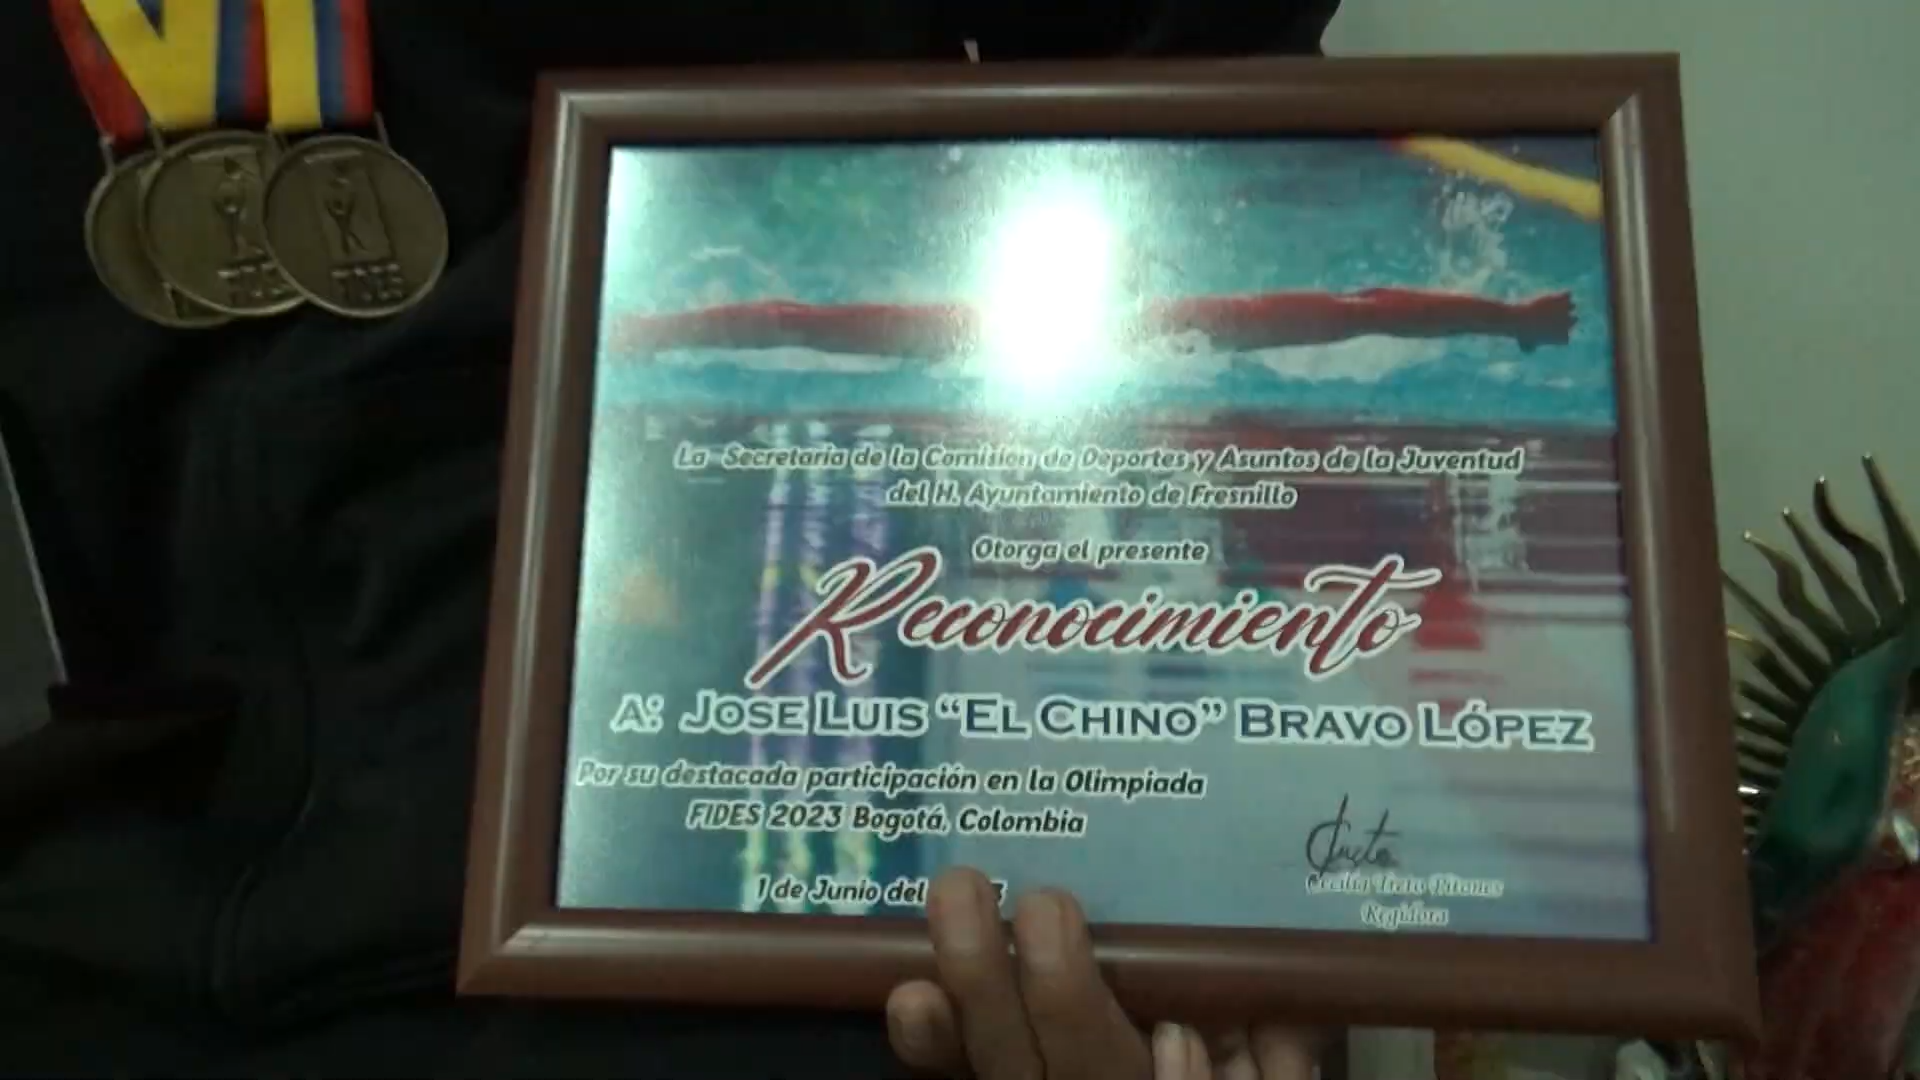 La Secretaria de la Comisión de Deportes y Asuntos de la Juventud
del H. Ayuntamiento de Fresnillo
Otorga el presente
Reconocimiento
A: JOSE LUIS “EL CHINO” BRAVO LÓPEZ
Por su destacada participación en la Olimpiada
FIDES 2023 Bogotá, Colombia
1 de Junio del
Regidora
FIDES